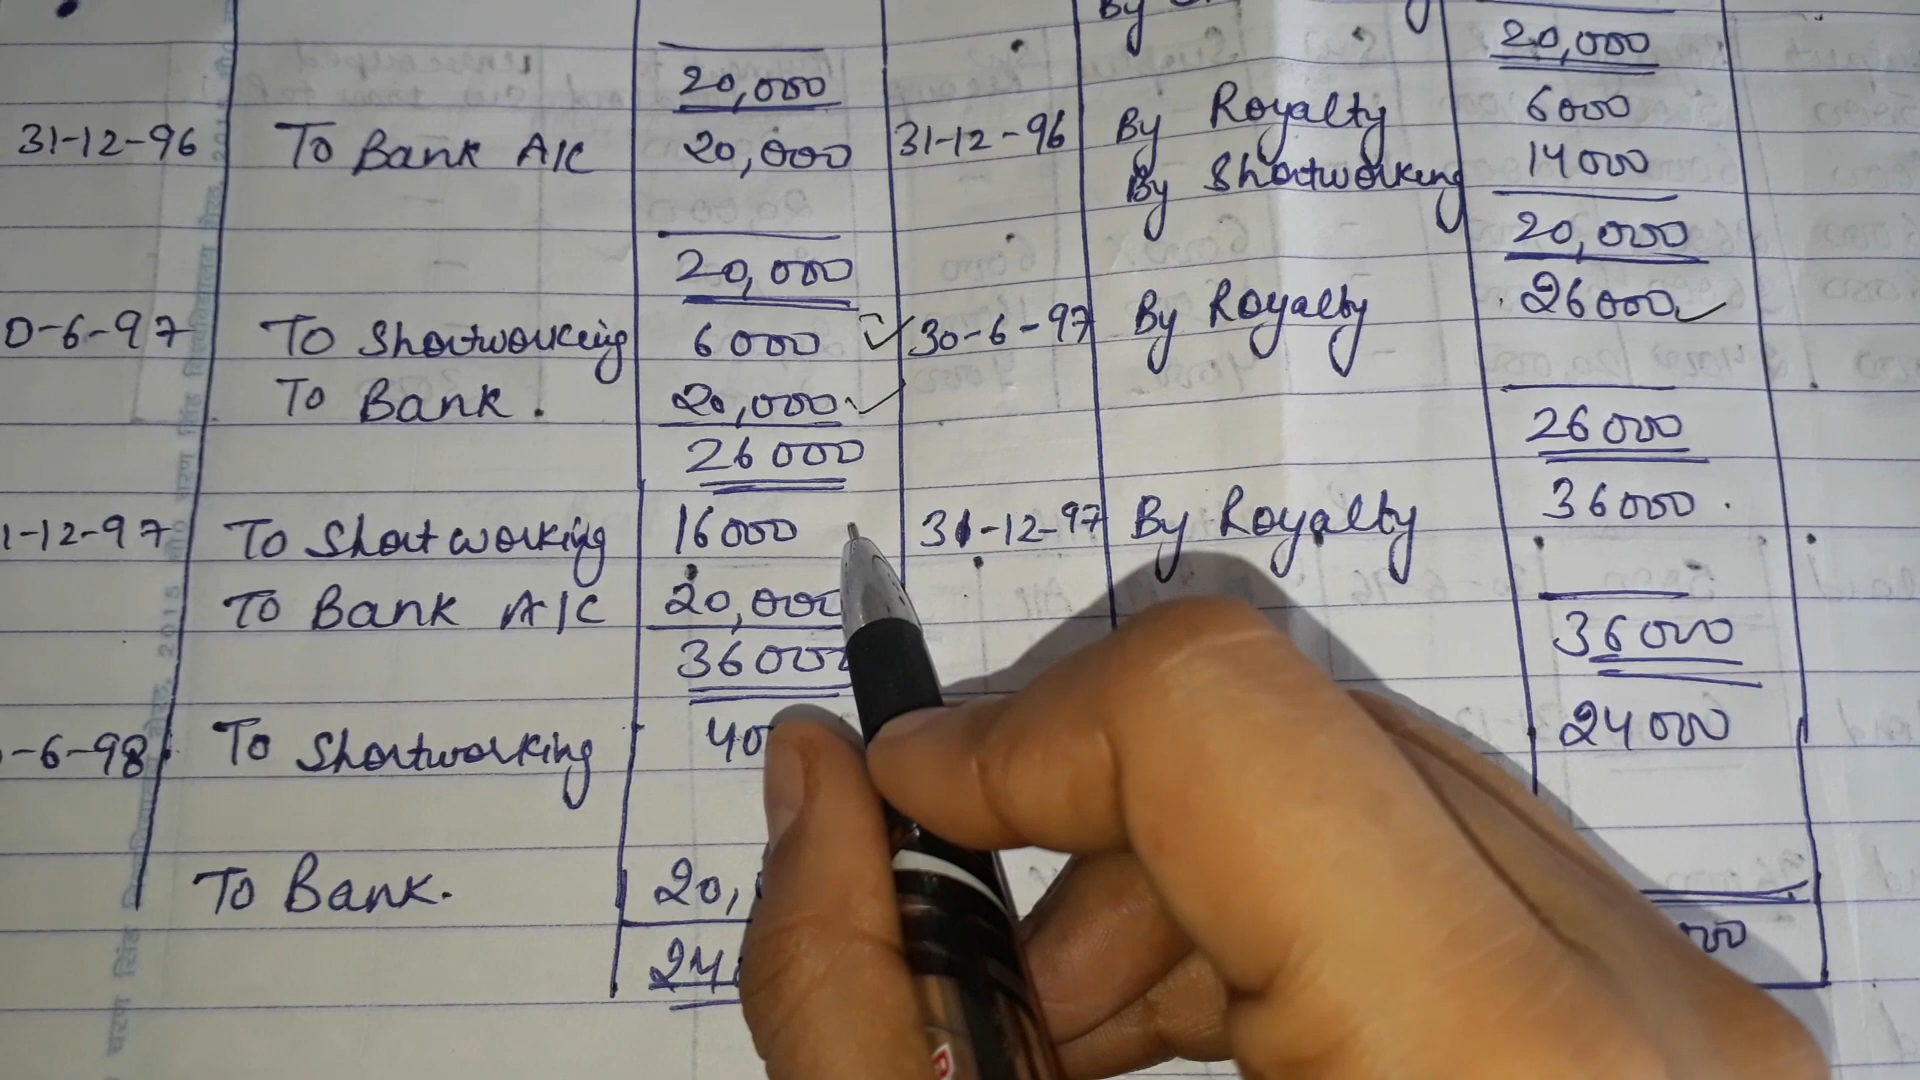 By
20,000
20,000
31-12-96 To Bank A/C 20,000 31-12-96 By Royalty 6000
By Shortworking 14000
20,000 20,000
0-6-97 To Shortworking 6000 30-6-97 By Royalty 26000
To Bank. 20,000
26000 26000
1-12-97 To Shortworking 16000 31-12-97 By Royalty 36000
To Bank A/C 20,000
36000 36000
-6-98 To Shortworking 40 24000
To Bank. 20,
24 00